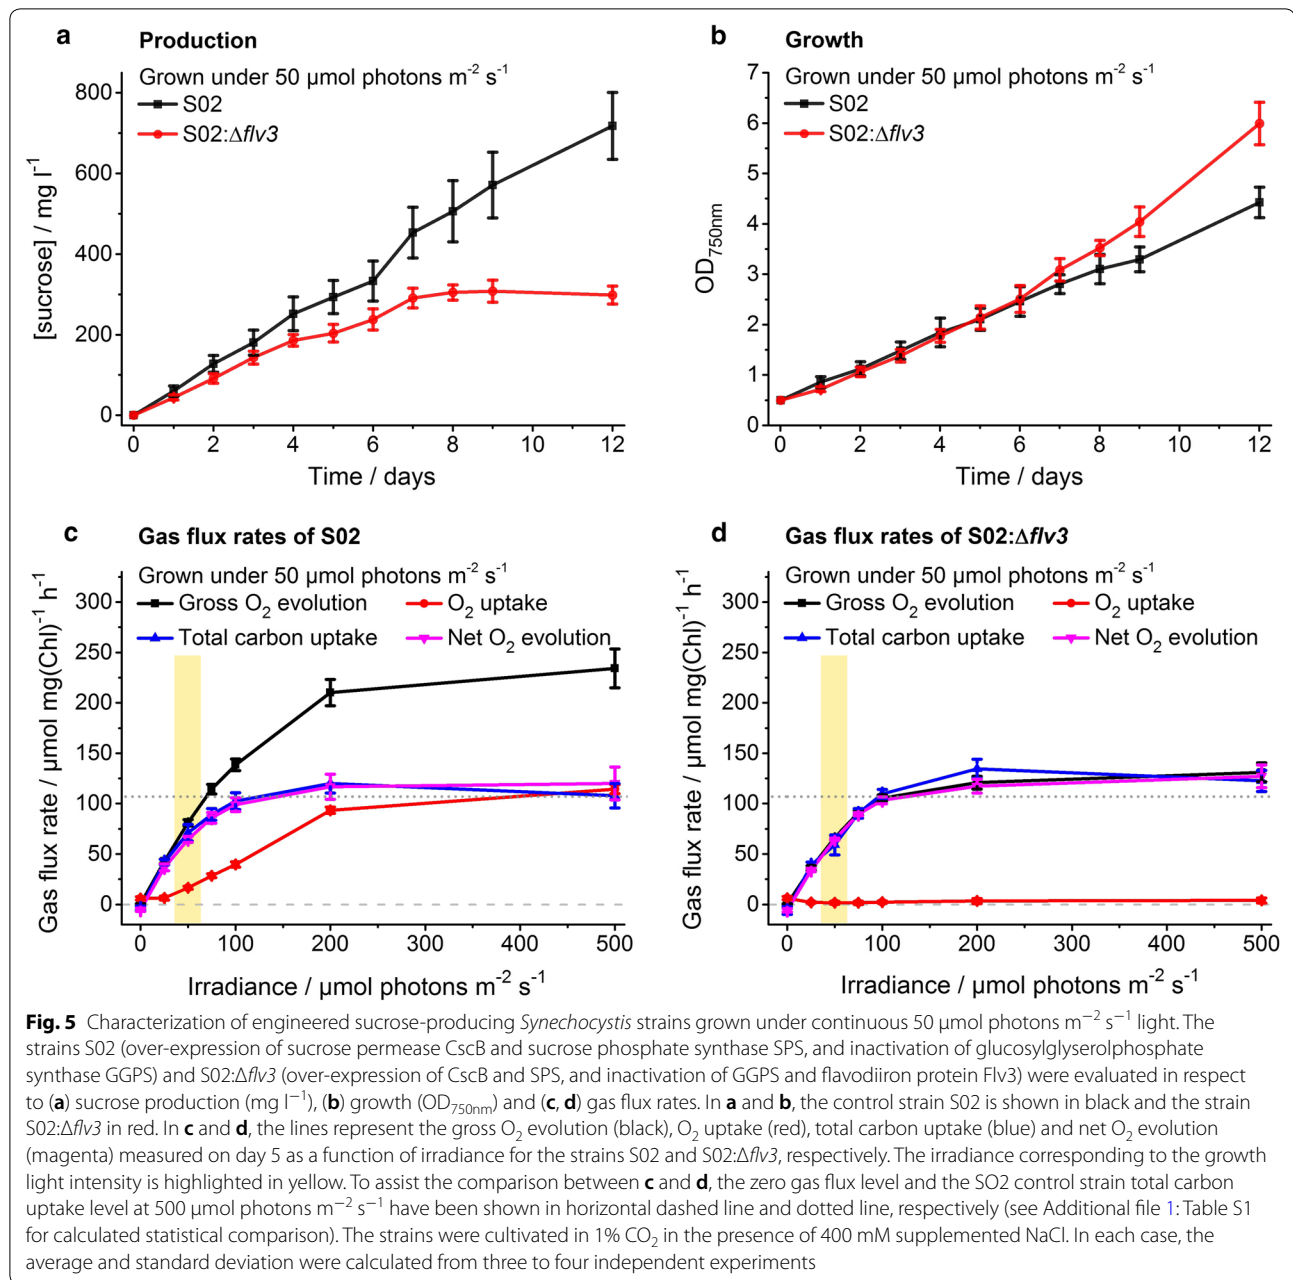 a Production
Grown under 50 μmol photons m⁻² s⁻¹
S02
S02:Δflv3
800
600
400
200
0
[sucrose] / mg l⁻¹
0 2 4 6 8 10 12
Time / days
b Growth
Grown under 50 μmol photons m⁻² s⁻¹
S02
S02:Δflv3
7
6
5
4
3
2
1
0
OD750nm
0 2 4 6 8 10 12
Time / days
c Gas flux rates of S02
Grown under 50 μmol photons m⁻² s⁻¹
Gross O₂ evolution O₂ uptake
Total carbon uptake Net O₂ evolution
300
250
200
150
100
50
0
Gas flux rate / μmol mg(Chl)⁻¹ h⁻¹
0 100 200 300 400 500
Irradiance / μmol photons m⁻² s⁻¹
d Gas flux rates of S02:Δflv3
Grown under 50 μmol photons m⁻² s⁻¹
Gross O₂ evolution O₂ uptake
Total carbon uptake Net O₂ evolution
300
250
200
150
100
50
0
Gas flux rate / μmol mg(Chl)⁻¹ h⁻¹
0 100 200 300 400 500
Irradiance / μmol photons m⁻² s⁻¹
Fig. 5 Characterization of engineered sucrose-producing Synechocystis strains grown under continuous 50 μmol photons m⁻² s⁻¹ light. The
strains S02 (over-expression of sucrose permease CscB and sucrose phosphate synthase SPS, and inactivation of glucosylglyserolphosphate
synthase GGPS) and S02:Δflv3 (over-expression of CscB and SPS, and inactivation of GGPS and flavodiiron protein Flv3) were evaluated in respect
to (a) sucrose production (mg l⁻¹), (b) growth (OD750nm) and (c, d) gas flux rates. In a and b, the control strain S02 is shown in black and the strain
S02:Δflv3 in red. In c and d, the lines represent the gross O₂ evolution (black), O₂ uptake (red), total carbon uptake (blue) and net O₂ evolution
(magenta) measured on day 5 as a function of irradiance for the strains S02 and S02:Δflv3, respectively. The irradiance corresponding to the growth
light intensity is highlighted in yellow. To assist the comparison between c and d, the zero gas flux level and the SO2 control strain total carbon
uptake level at 500 μmol photons m⁻² s⁻¹ have been shown in horizontal dashed line and dotted line, respectively (see Additional file 1: Table S1
for calculated statistical comparison). The strains were cultivated in 1% CO₂ in the presence of 400 mM supplemented NaCl. In each case, the
average and standard deviation were calculated from three to four independent experiments